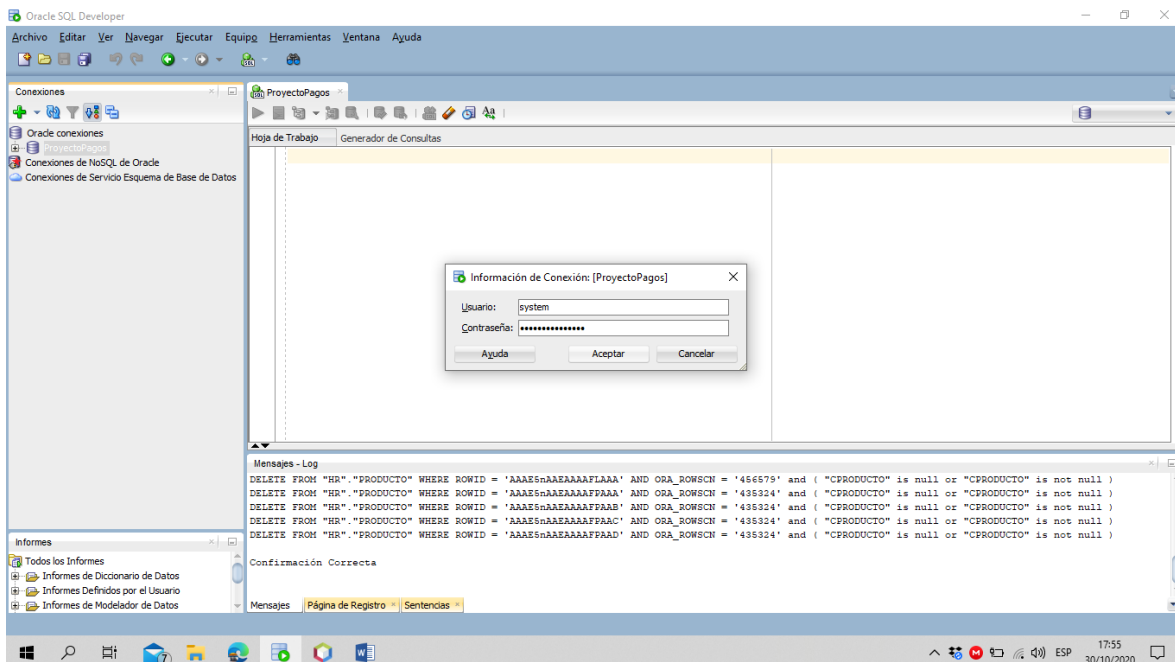 Oracle SQL Developer
Archivo Editar Ver Navegar Ejecutar Equipo Herramientas Ventana Ayuda
Conexiones
Oracle conexiones
ProyectoPagos
Conexiones de NoSQL de Oracle
Conexiones de Servicio Esquema de Base de Datos
ProyectoPagos
Hoja de Trabajo Generador de Consultas
Información de Conexión: [ProyectoPagos]
Usuario: system
Contraseña: •••••••••••••••
Ayuda Aceptar Cancelar
Mensajes - Log
DELETE FROM "HR"."PRODUCTO" WHERE ROWID = 'AAAE5nAAEAAAAFLAAA' AND ORA_ROWSCN = '456579' and ( "CPRODUCTO" is null or "CPRODUCTO" is not null )
DELETE FROM "HR"."PRODUCTO" WHERE ROWID = 'AAAE5nAAEAAAAFPAAA' AND ORA_ROWSCN = '435324' and ( "CPRODUCTO" is null or "CPRODUCTO" is not null )
DELETE FROM "HR"."PRODUCTO" WHERE ROWID = 'AAAE5nAAEAAAAFPAAB' AND ORA_ROWSCN = '435324' and ( "CPRODUCTO" is null or "CPRODUCTO" is not null )
DELETE FROM "HR"."PRODUCTO" WHERE ROWID = 'AAAE5nAAEAAAAFPAAC' AND ORA_ROWSCN = '435324' and ( "CPRODUCTO" is null or "CPRODUCTO" is not null )
DELETE FROM "HR"."PRODUCTO" WHERE ROWID = 'AAAE5nAAEAAAAFPAAD' AND ORA_ROWSCN = '435324' and ( "CPRODUCTO" is null or "CPRODUCTO" is not null )
Confirmación Correcta
Mensajes Página de Registro Sentencias
Informes
Todos los Informes
Informes de Diccionario de Datos
Informes Definidos por el Usuario
Informes de Modelador de Datos
7
ESP
17:55
30/10/2020